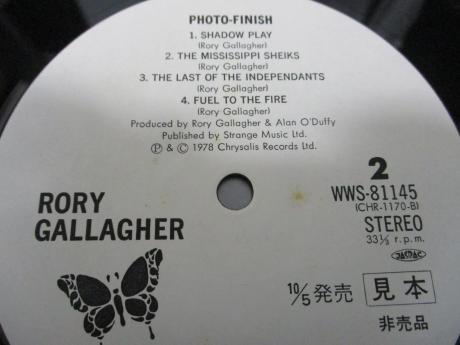 PHOTO-FINISH
1. SHADOW PLAY
(Rory Gallagher)
2. THE MISSISSIPPI SHEIKS
(Rory Gallagher)
3. THE LAST OF THE INDEPENDANTS
(Rory Gallagher)
4. FUEL TO THE FIRE
(Rory Gallagher)
Produced by Rory Gallagher & Alan O'Duffy
Published by Strange Music Ltd.
Ⓟ & © 1978 Chrysalis Records Ltd.
RORY
GALLAGHER
2
WWS-81145
(CHR-1170-B)
STEREO
33⅓ r.p.m.
JASRAC
10/5発売 見本
非売品